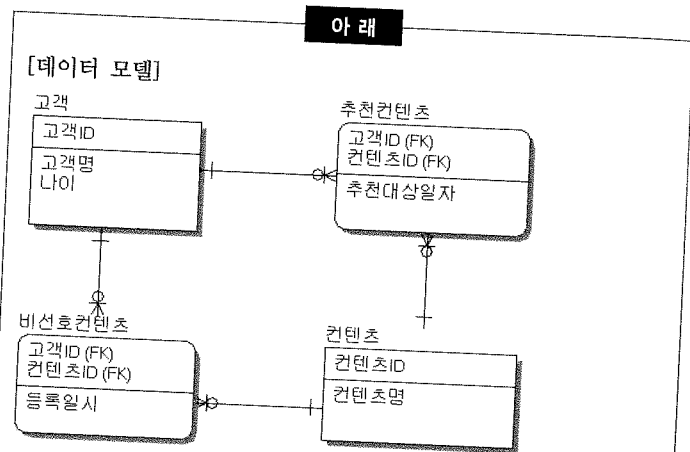 아 래
[데이터 모델]
고객
고객ID
고객명
나이
추천컨텐츠
고객ID (FK)
컨텐츠ID (FK)
추천대상일자
비선호컨텐츠
고객ID (FK)
컨텐츠ID (FK)
등록일시
컨텐츠
컨텐츠ID
컨텐츠명